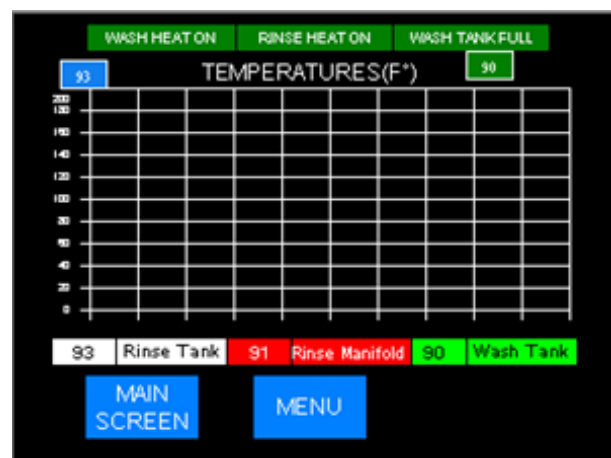 WASH HEAT ON RINSE HEAT ON WASH TANK FULL
93 TEMPERATURES(F°) 90
200
180
160
140
120
100
80
60
40
20
0
93 Rinse Tank 91 Rinse Manifold 90 Wash Tank
MAIN SCREEN
MENU